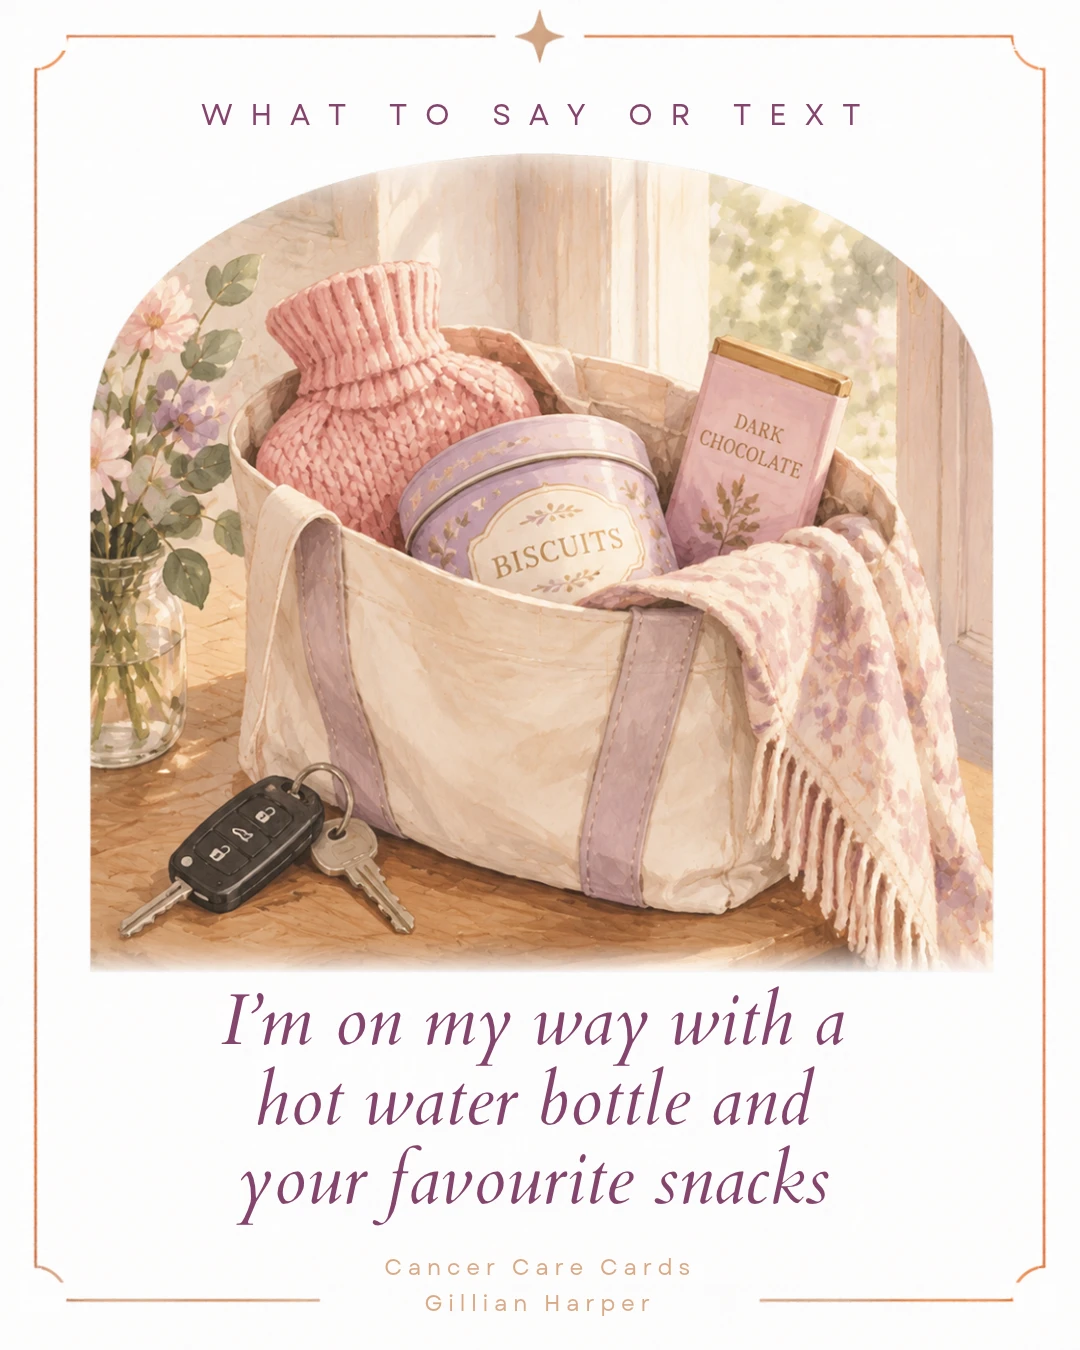 WHAT TO SAY OR TEXT
DARK
CHOCOLATE
BISCUITS
I’m on my way with a
hot water bottle and
your favourite snacks
Cancer Care Cards
Gillian Harper